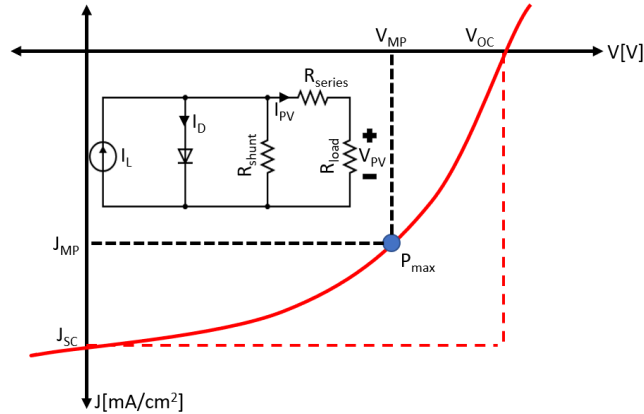 V_MP
V_OC
V[V]
R_series
I_PV
I_D
I_L
R_shunt
R_load
+
V_PV
−
J_MP
P_max
J_SC
J[mA/cm²]